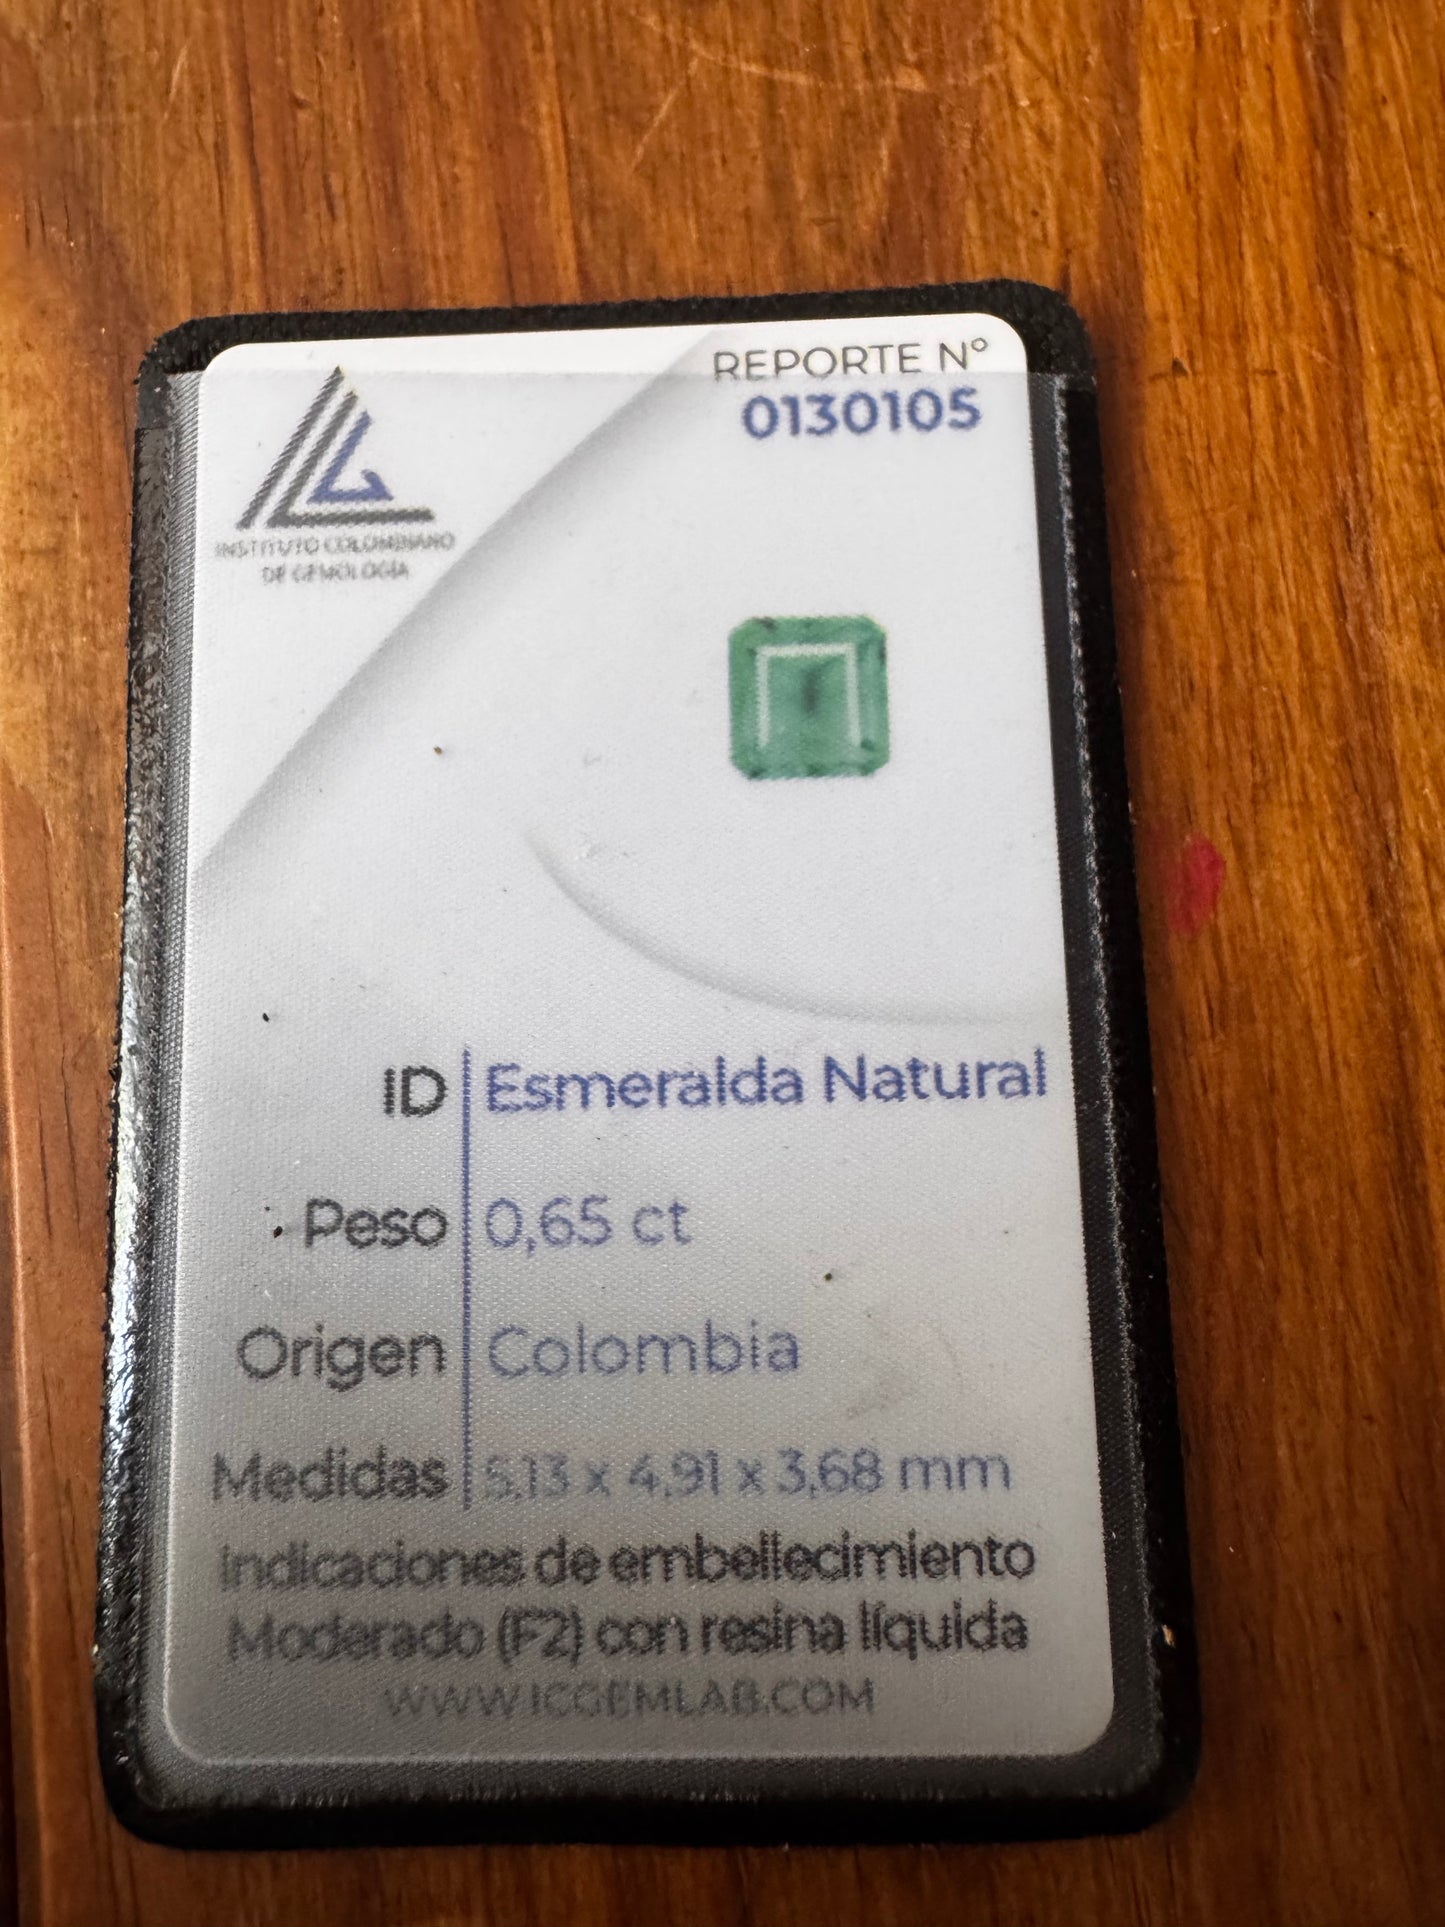 REPORTE Nº
0130105
INSTITUTO COLOMBIANO
DE GEMOLOGÍA
ID Esmeralda Natural
Peso 0,65 ct
Origen Colombia
Medidas 5,13 x 4,91 x 3,68 mm
Indicaciones de embellecimiento
Moderado (F2) con resina líquida
WWW.ICGEMLAB.COM